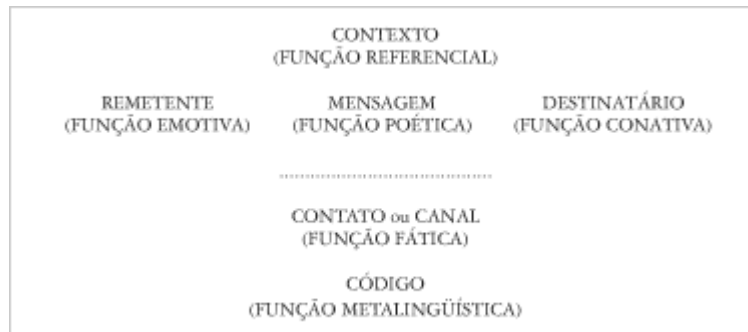 CONTEXTO
(FUNÇÃO REFERENCIAL)
REMETENTE MENSAGEM DESTINATÁRIO
(FUNÇÃO EMOTIVA) (FUNÇÃO POÉTICA) (FUNÇÃO CONATIVA)
CONTATO ou CANAL
(FUNÇÃO FÁTICA)
CÓDIGO
(FUNÇÃO METALINGÜÍSTICA)